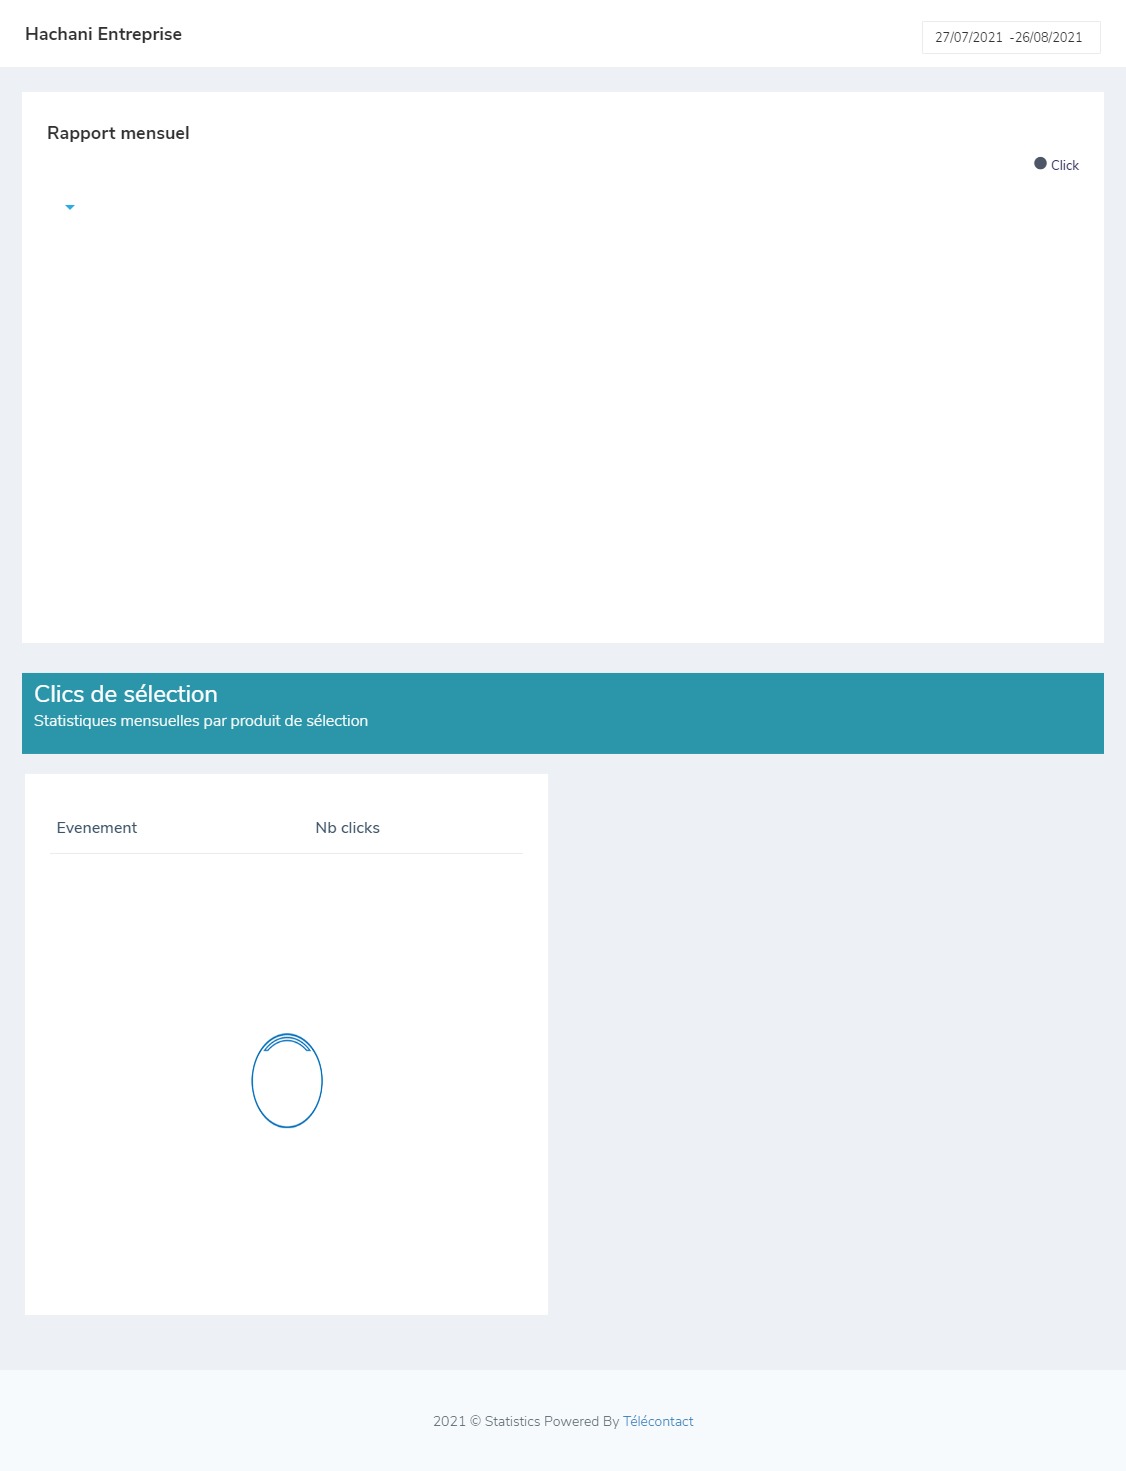 Hachani Entreprise
27/07/2021 -26/08/2021
Rapport mensuel
Click
Clics de sélection
Statistiques mensuelles par produit de sélection
Evenement Nb clicks
2021 © Statistics Powered By Télécontact